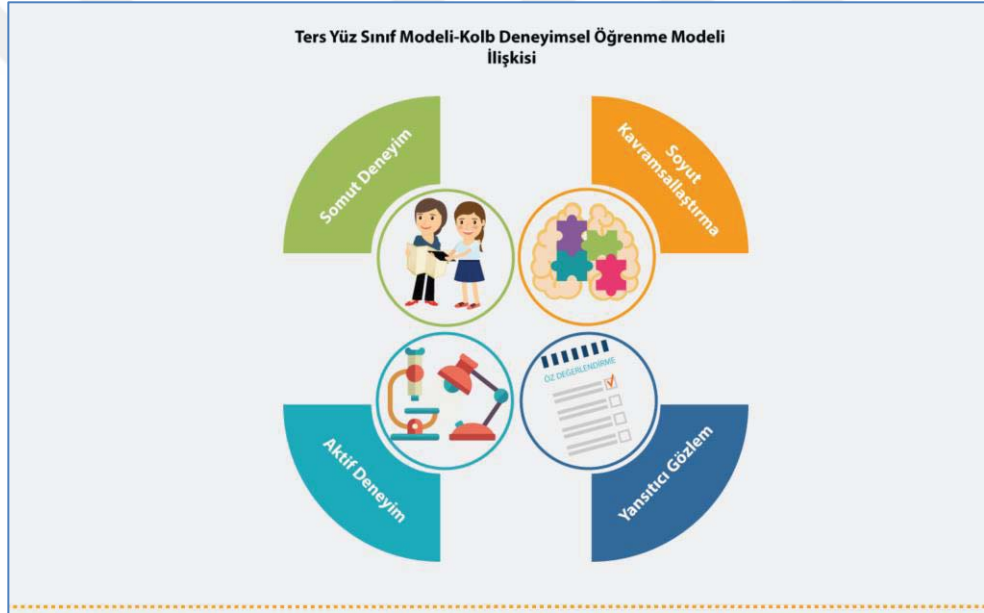 Ters Yüz Sınıf Modeli-Kolb Deneyimsel Öğrenme Modeli
İlişkisi
Somut Deneyim
Soyut
Kavramsallaştırma
ÖZ DEĞERLENDİRME
Aktif Deneyim
Yansıtıcı Gözlem